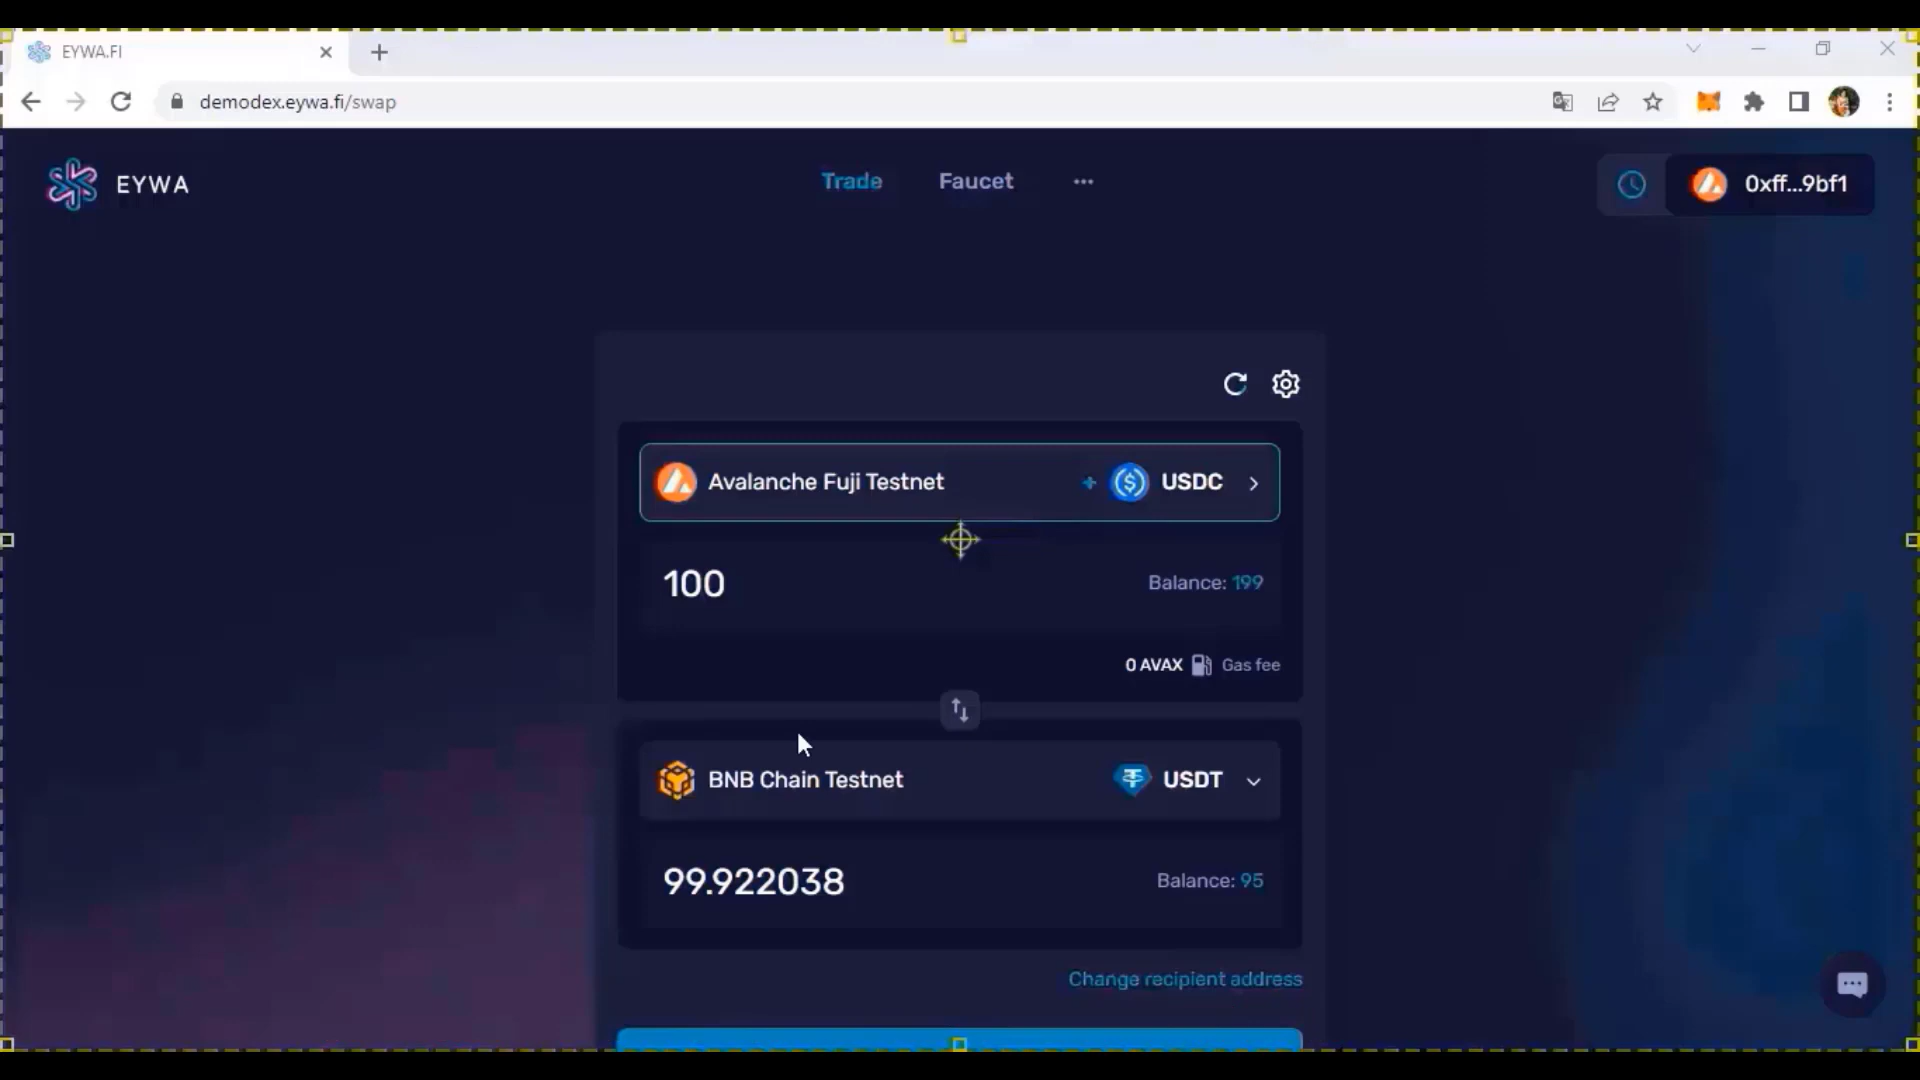 EYWA.FI
demodex.eywa.fi/swap
EYWA
Trade
Faucet
0xff...9bf1
Avalanche Fuji Testnet
USDC
100
Balance: 199
0 AVAX Gas fee
BNB Chain Testnet
USDT
99.922038
Balance: 95
Change recipient address